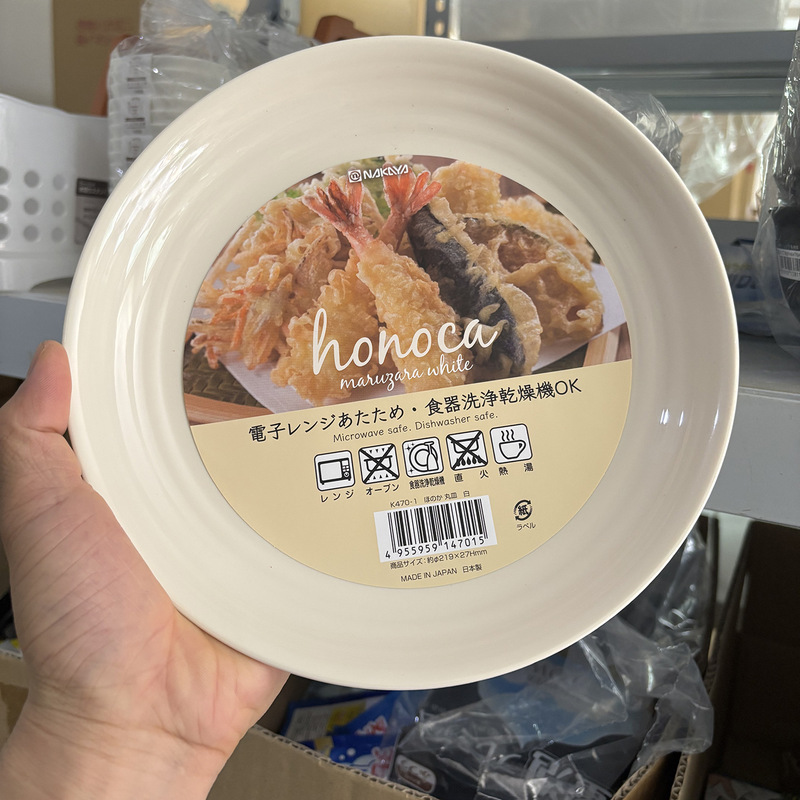 @ NAKAYA
honoca
maruzara white
電子レンジあたため・食器洗浄乾燥機OK
Microwave safe. Dishwasher safe.
レンジ オーブン 食器洗浄乾燥機 直火 熱湯
K470-1 ほのか 丸皿 白
4 955959 147015
商品サイズ:約φ219×27Hmm
MADE IN JAPAN 日本製
紙
ラベル